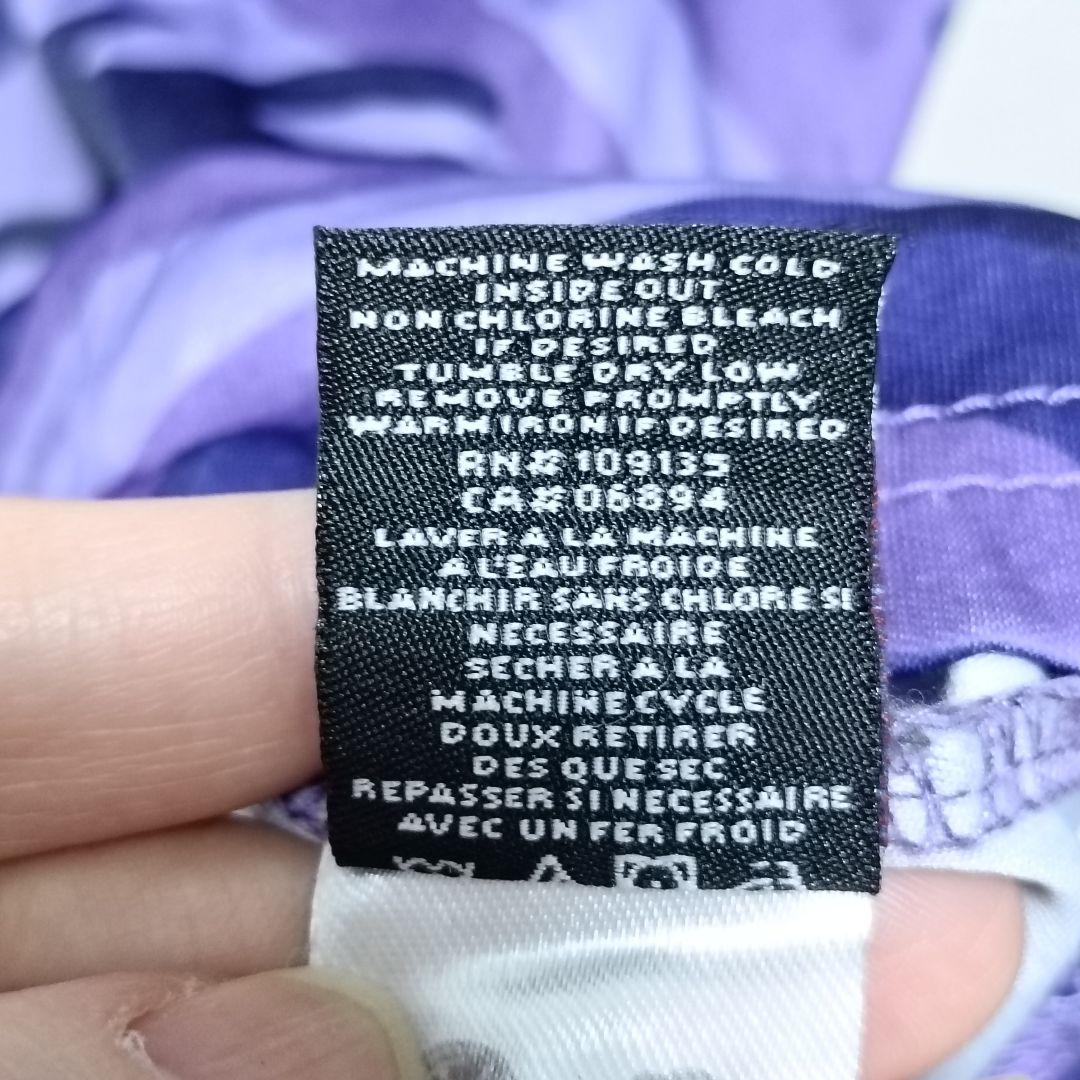 MACHINE WASH COLD
INSIDE OUT
NON CHLORINE BLEACH
IF DESIRED
TUMBLE DRY LOW
REMOVE PROMPTLY
WARM IRON IF DESIRED
RN# 109135
CA# 06894
LAVER A LA MACHINE
A L'EAU FROIDE
BLANCHIR SANS CHLORE SI
NECESSAIRE
SECHER A LA
MACHINE CYCLE
DOUX RETIRER
DES QUE SEC
REPASSER SI NECESSAIRE
AVEC UN FER FROID